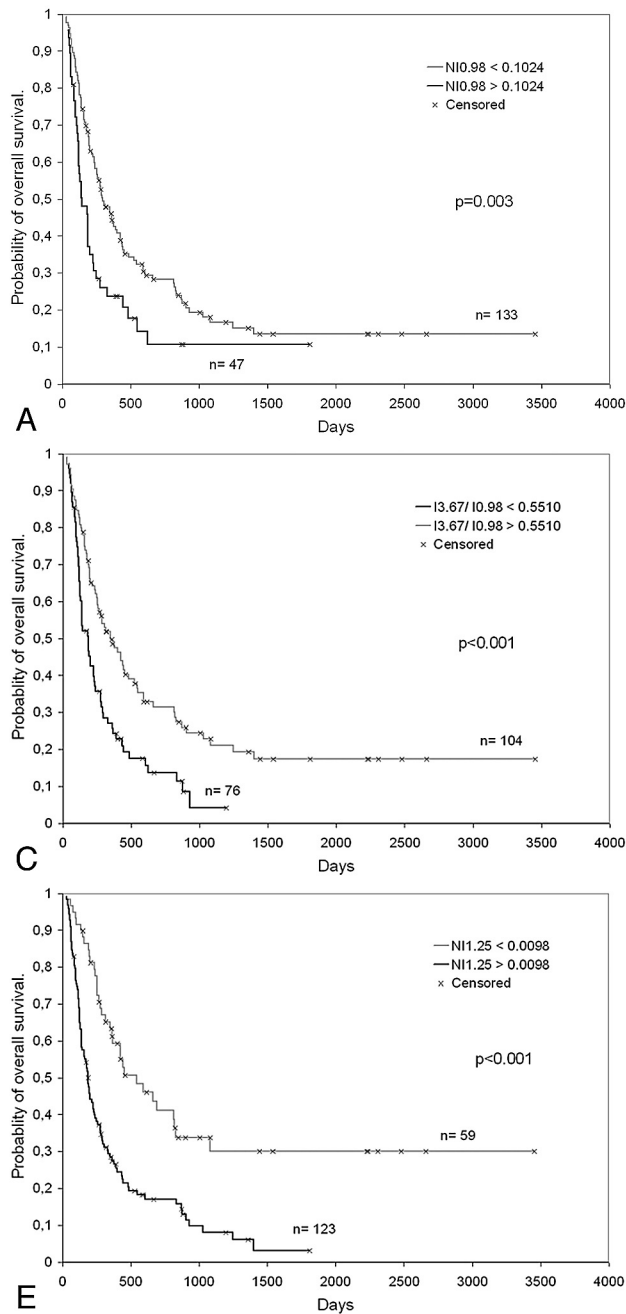 1
0,9
0,8
0,7
0,6
0,5
0,4
0,3
0,2
0,1
0
Probability of overrall survival.
NI0.98 < 0.1024
NI0.98 > 0.1024
× Censored
p=0.003
n= 133
n= 47
0 500 1000 1500 2000 2500 3000 3500 4000
Days
A
1
0,9
0,8
0,7
0,6
0,5
0,4
0,3
0,2
0,1
0
Probablity of overall survival.
I3.67/ I0.98 < 0.5510
I3.67/ I0.98 > 0.5510
× Censored
p<0.001
n= 104
n= 76
0 500 1000 1500 2000 2500 3000 3500 4000
Days
C
1
0,9
0,8
0,7
0,6
0,5
0,4
0,3
0,2
0,1
0
Probablity of overall survival.
NI1.25 < 0.0098
NI1.25 > 0.0098
× Censored
p<0.001
n= 59
n= 123
0 500 1000 1500 2000 2500 3000 3500 4000
Days
E